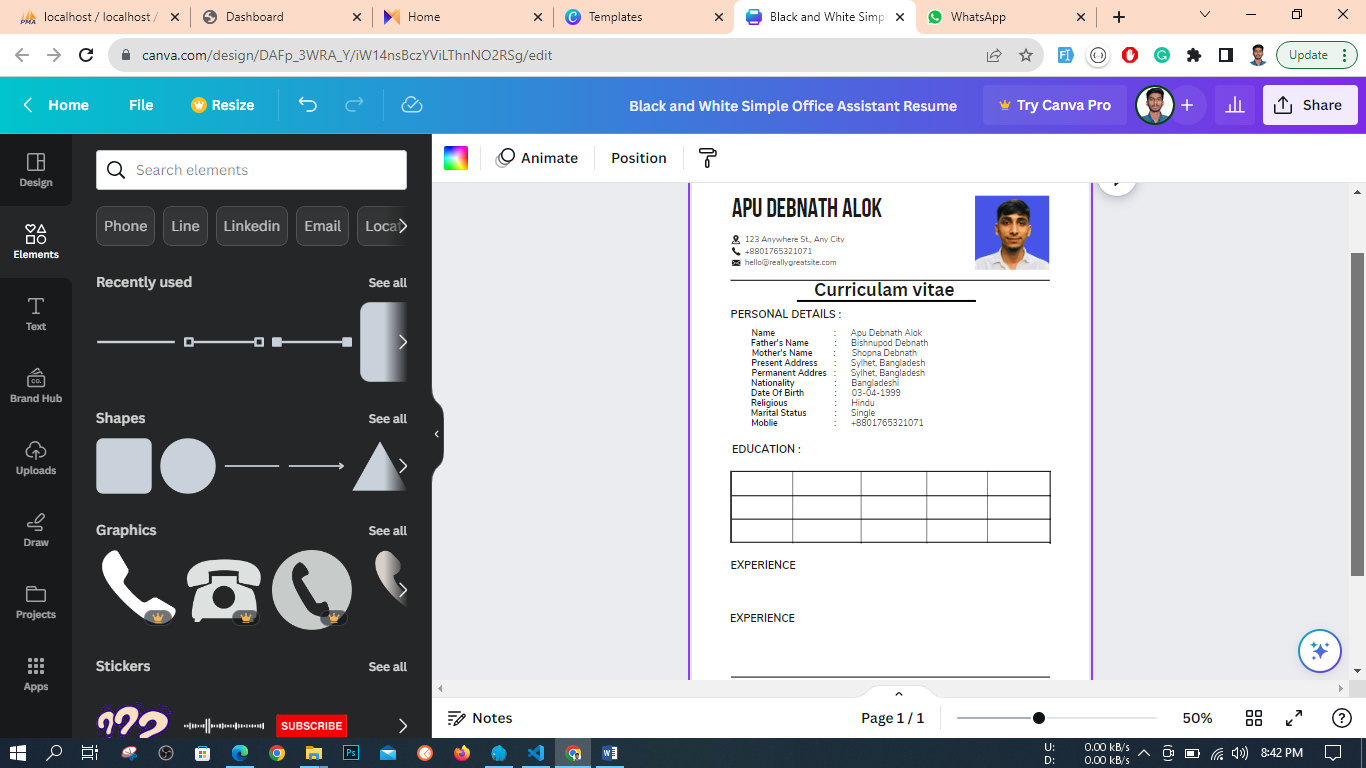 localhost / localhost /
Dashboard
Home
Templates
Black and White Simpl
WhatsApp
canva.com/design/DAFp_3WRA_Y/iW14nsBczYViLThnNO2RSg/edit
Update
Home
File
Resize
Black and White Simple Office Assistant Resume
Try Canva Pro
Share
Design
Elements
Text
Brand Hub
Uploads
Draw
Projects
Apps
Search elements
Phone
Line
Linkedin
Email
Locat
Recently used
See all
Shapes
See all
Graphics
See all
Stickers
See all
???
SUBSCRIBE
Animate
Position
APU DEBNATH ALOK
123 Anywhere St., Any City
+8801765321071
hello@reallygreatsite.com
Curriculam vitae
PERSONAL DETAILS :
Name : Apu Debnath Alok
Father's Name : Bishnupod Debnath
Mother's Name : Shopna Debnath
Present Address : Sylhet, Bangladesh
Permanent Addres : Sylhet, Bangladesh
Nationality : Bangladeshi
Date Of Birth : 03-04-1999
Religious : Hindu
Marital Status : Single
Moblie : +8801765321071
EDUCATION :
EXPERIENCE
EXPERIENCE
Notes
Page 1 / 1
50%
U: 0.00 kB/s
D: 0.00 kB/s
8:42 PM